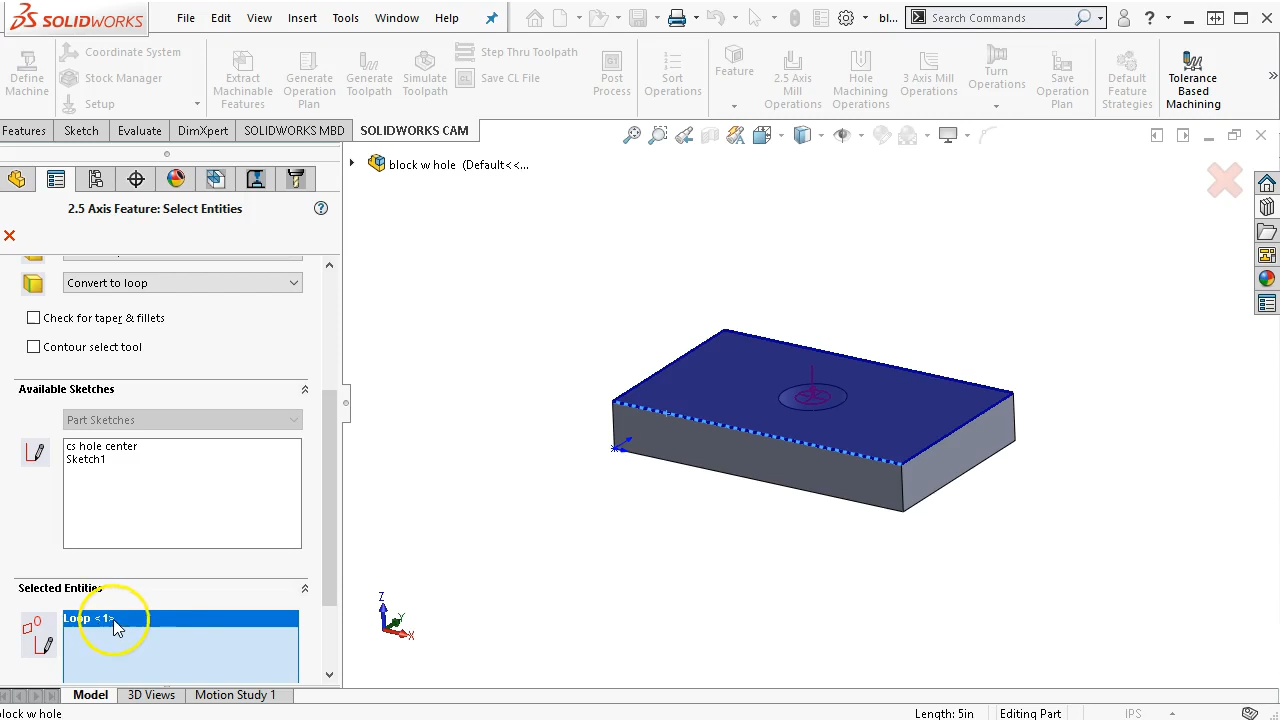 SOLIDWORKS
File Edit View Insert Tools Window Help
bl...
Search Commands
Define Machine
Coordinate System
Stock Manager
Setup
Extract Machinable Features
Generate Operation Plan
Generate Toolpath
Simulate Toolpath
Step Thru Toolpath
Save CL File
G1
Post Process
Sort Operations
Feature
2.5 Axis Mill Operations
Hole Machining Operations
3 Axis Mill Operations
Turn Operations
Save Operation Plan
Default Feature Strategies
Tolerance Based Machining
Features Sketch Evaluate DimXpert SOLIDWORKS MBD SOLIDWORKS CAM
block w hole (Default<<...
2.5 Axis Feature: Select Entities
Convert to loop
Check for taper & fillets
Contour select tool
Available Sketches
Part Sketches
cs hole center
Sketch1
Selected Entities
Loop <1>
Z
Y
X
Model 3D Views Motion Study 1
block w hole
Length: 5in Editing Part IPS